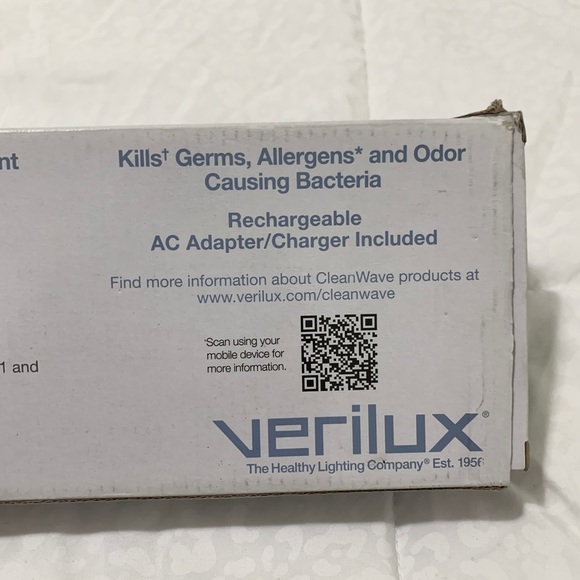 nt
Kills† Germs, Allergens* and Odor
Causing Bacteria
Rechargeable
AC Adapter/Charger Included
Find more information about CleanWave products at
www.verilux.com/cleanwave
*Scan using your
mobile device for
more information.
1 and
verilux®
The Healthy Lighting Company® Est. 1956